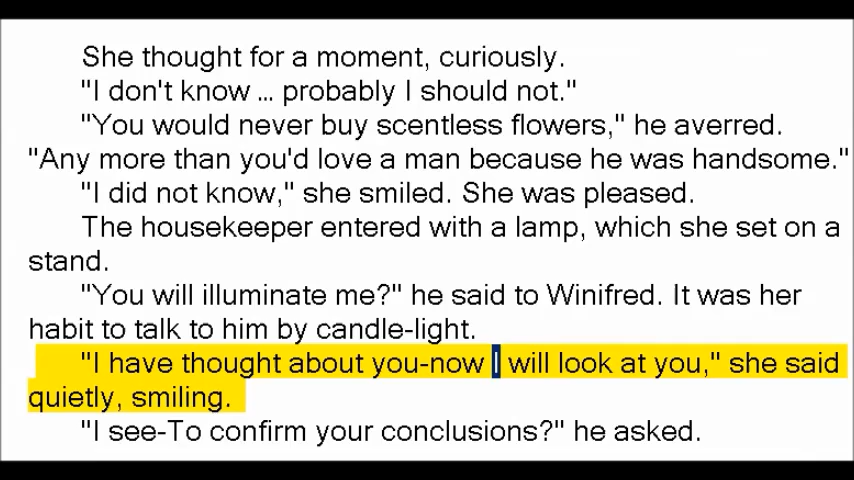 She thought for a moment, curiously.
"I don't know ... probably I should not."
"You would never buy scentless flowers," he averred.
"Any more than you'd love a man because he was handsome."
"I did not know," she smiled. She was pleased.
The housekeeper entered with a lamp, which she set on a
stand.
"You will illuminate me?" he said to Winifred. It was her
habit to talk to him by candle-light.
"I have thought about you-now I will look at you," she said
quietly, smiling.
"I see-To confirm your conclusions?" he asked.